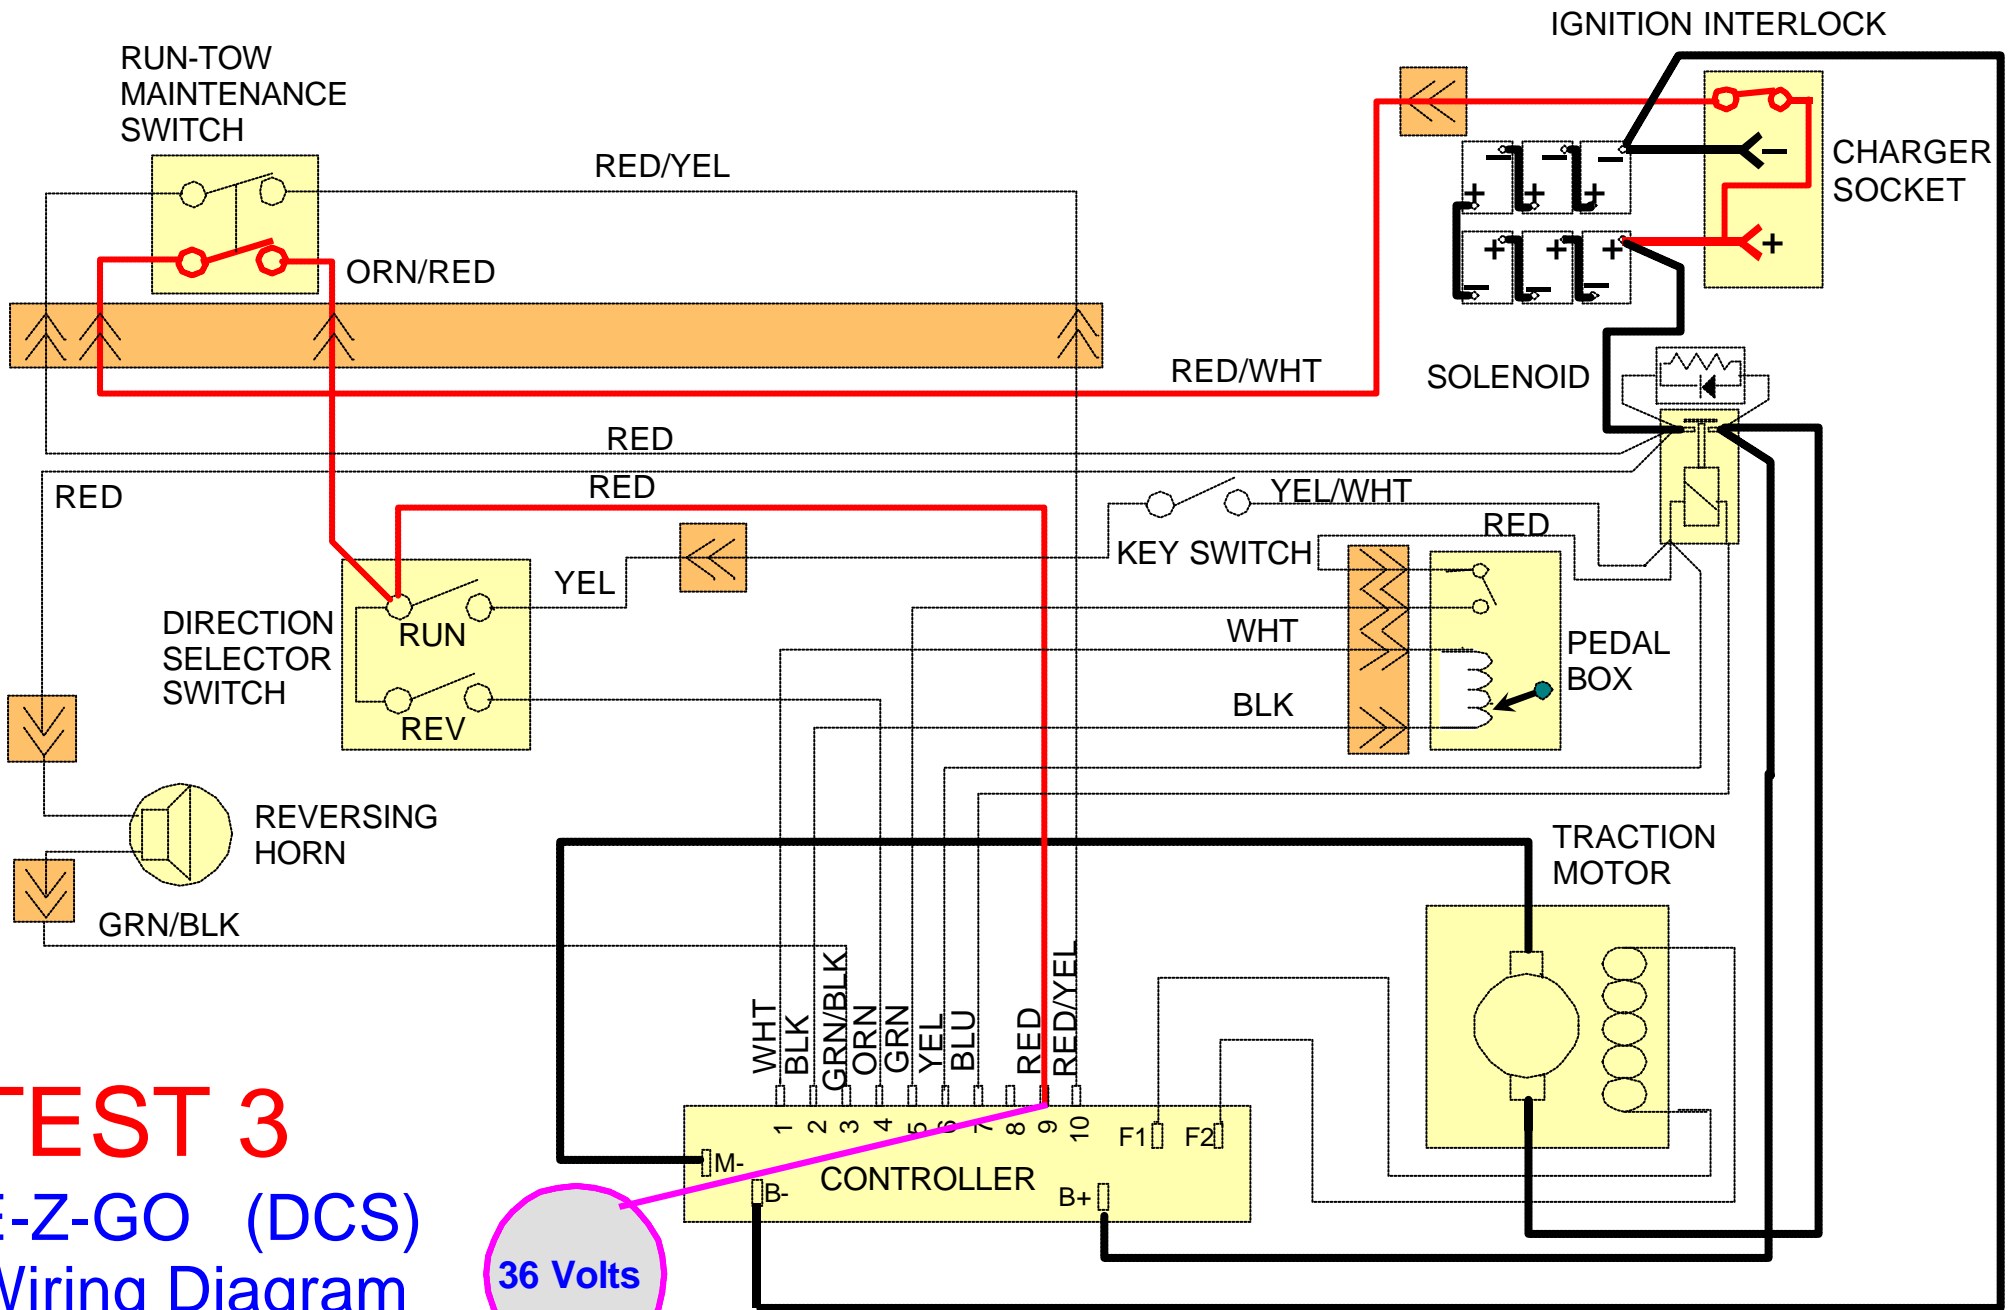 IGNITION INTERLOCK
RUN-TOW
MAINTENANCE
SWITCH
RED/YEL
CHARGER
SOCKET
− − −
+ + +
−
+ + +
+
− − −
ORN/RED
RED/WHT
SOLENOID
RED
RED
RED
YEL/WHT
RED
KEY SWITCH
YEL
DIRECTION
SELECTOR
SWITCH
RUN
REV
WHT
BLK
PEDAL
BOX
REVERSING
HORN
GRN/BLK
TRACTION
MOTOR
WHT
BLK
GRN/BLK
ORN
GRN
YEL
BLU
RED
RED/YEL
1 2 3 4 5 6 7 8 9 10
F1 F2
M-
B-
CONTROLLER
B+
TEST 3
E-Z-GO (DCS)
Wiring Diagram
36 Volts